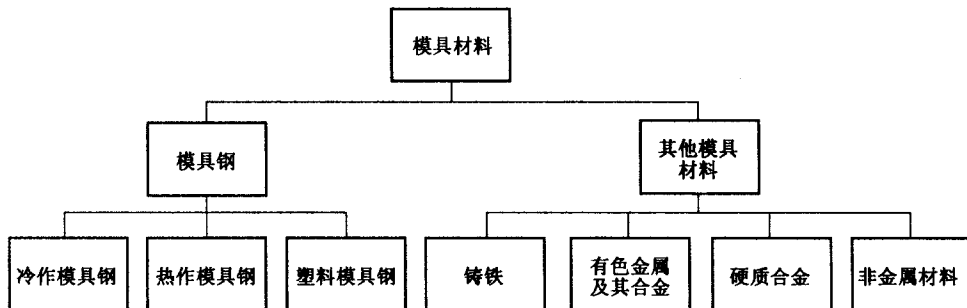 模具材料
模具钢
其他模具
材料
冷作模具钢
热作模具钢
塑料模具钢
铸铁
有色金属
及其合金
硬质合金
非金属材料